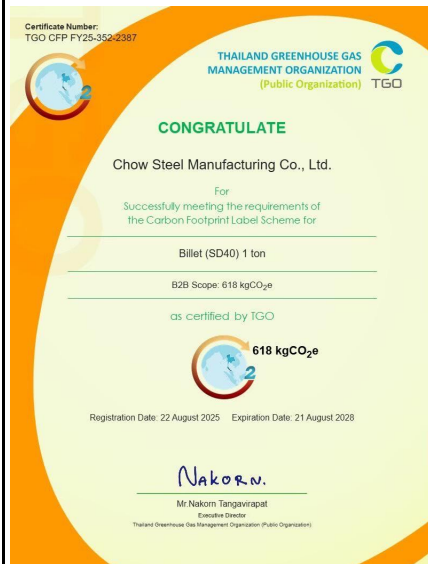 Certificate Number:
TGO CFP FY25-352-2387
THAILAND GREENHOUSE GAS
MANAGEMENT ORGANIZATION
(Public Organization)
TGO
2
CONGRATULATE
Chow Steel Manufacturing Co., Ltd.
For
Successfully meeting the requirements of
the Carbon Footprint Label Scheme for
Billet (SD40) 1 ton
B2B Scope: 618 kgCO₂e
as certified by TGO
618 kgCO₂e
2
Registration Date: 22 August 2025 Expiration Date: 21 August 2028
NAKORN.
Mr.Nakorn Tangavirapat
Executive Director
Thailand Greenhouse Gas Management Organization (Public Organization)